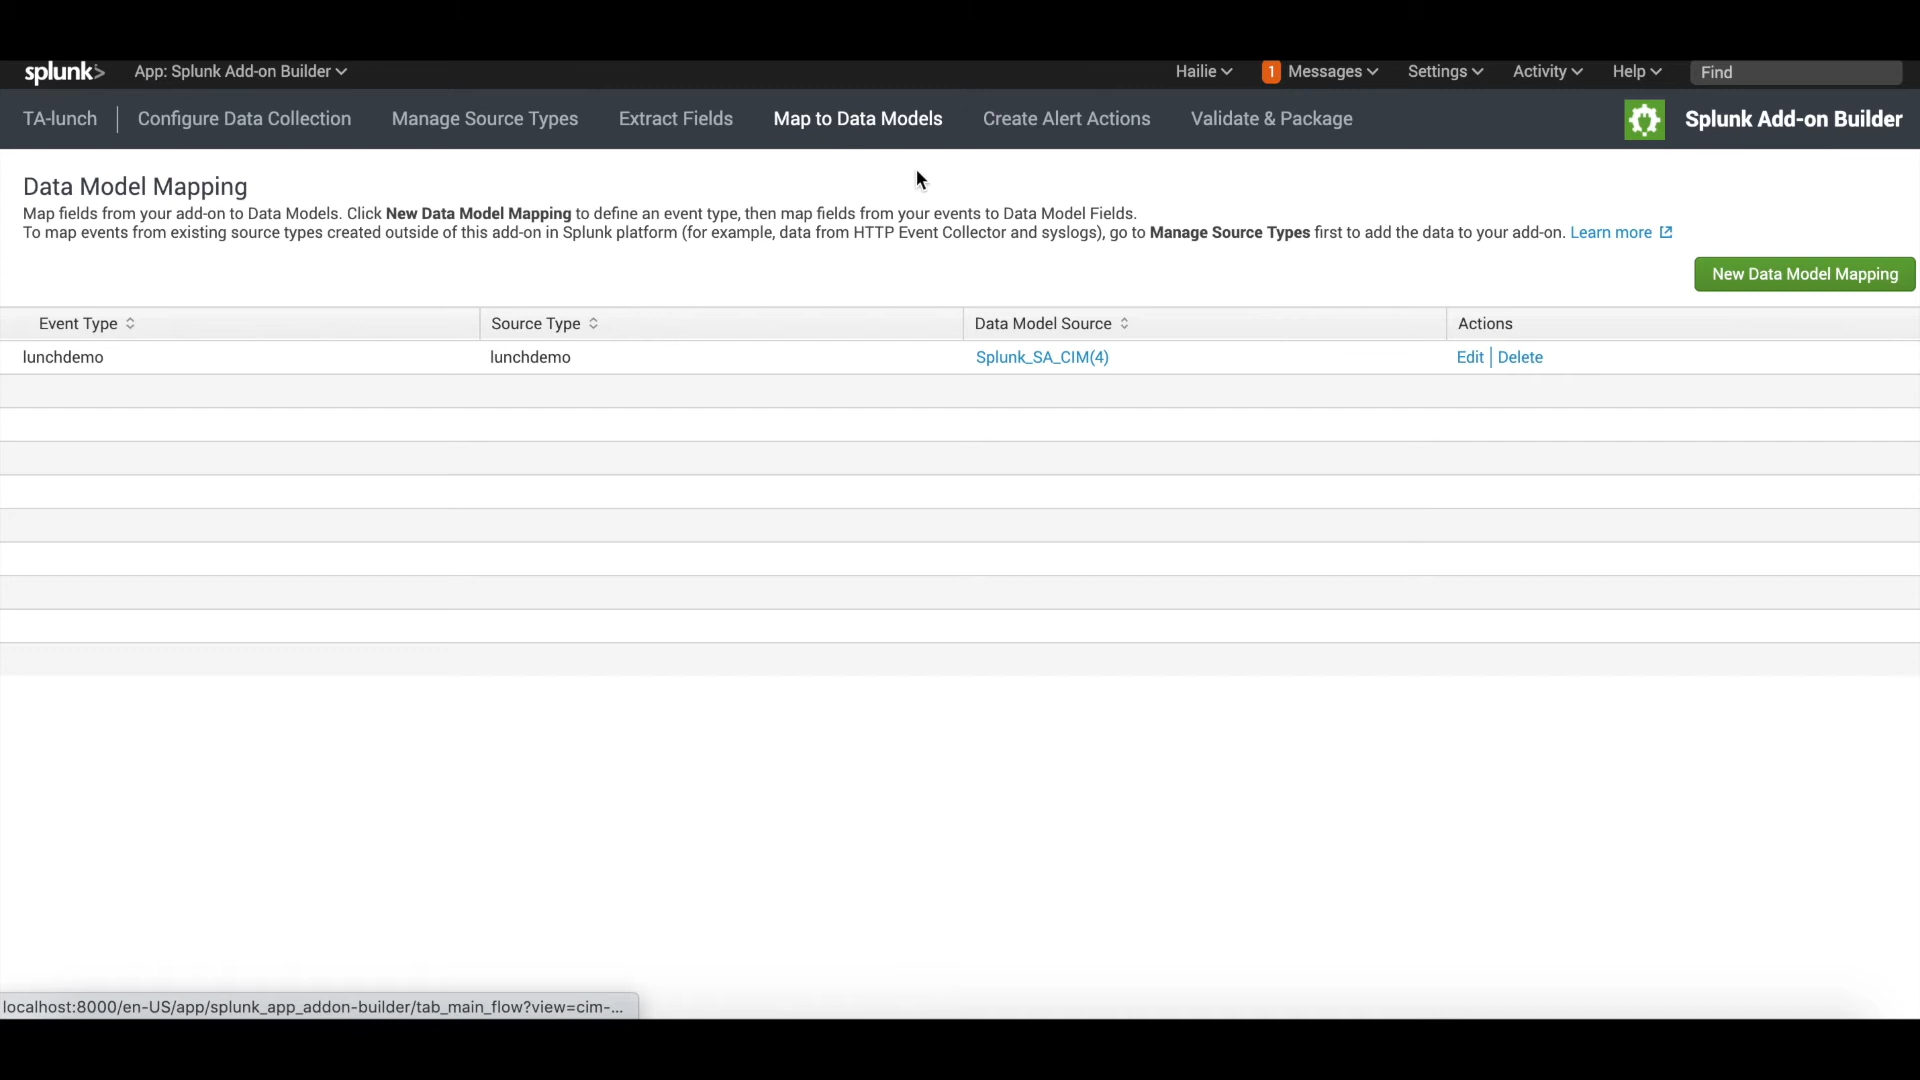 splunk> App: Splunk Add-on Builder Hailie 1 Messages Settings Activity Help Find
TA-lunch Configure Data Collection Manage Source Types Extract Fields Map to Data Models Create Alert Actions Validate & Package Splunk Add-on Builder
Data Model Mapping
Map fields from your add-on to Data Models. Click New Data Model Mapping to define an event type, then map fields from your events to Data Model Fields.
To map events from existing source types created outside of this add-on in Splunk platform (for example, data from HTTP Event Collector and syslogs), go to Manage Source Types first to add the data to your add-on. Learn more
New Data Model Mapping
Event Type Source Type Data Model Source Actions
lunchdemo lunchdemo Splunk_SA_CIM(4) Edit | Delete
localhost:8000/en-US/app/splunk_app_addon-builder/tab_main_flow?view=cim-...